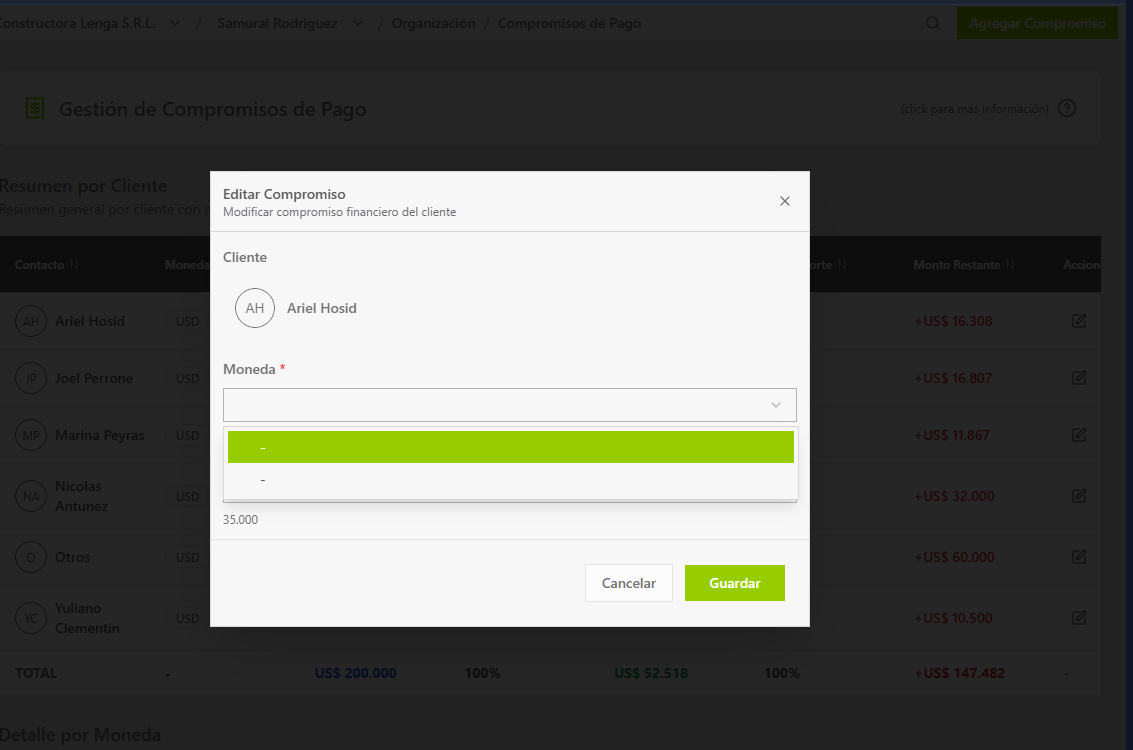 Constructora Lenga S.R.L. / Samurai Rodriguez / Organización / Compromisos de Pago
Agregar Compromiso
Gestión de Compromisos de Pago
(click para más información) ?
Resumen por Cliente
Resumen general por cliente con
Contacto Moneda orte Monto Restante Accion
AH Ariel Hosid USD +US$ 16.308
JP Joel Perrone USD +US$ 16.807
MP Marina Peyras USD +US$ 11.867
NA Nicolas Antunez USD +US$ 32.000
O Otros USD +US$ 60.000
YC Yuliano Clementin USD +US$ 10.500
TOTAL - US$ 200.000 100% US$ 52.518 100% +US$ 147.482 -
Detalle por Moneda
Editar Compromiso
Modificar compromiso financiero del cliente
Cliente
AH Ariel Hosid
Moneda *
-
-
35.000
Cancelar Guardar